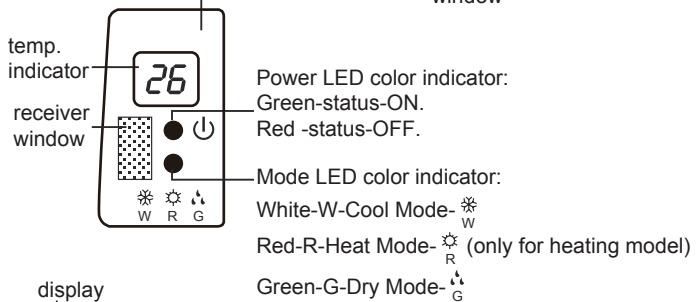 window
temp.
indicator
26
receiver
window
W R G
Power LED color indicator:
Green-status-ON.
Red -status-OFF.
Mode LED color indicator:
White-W-Cool Mode- W
Red-R-Heat Mode- R (only for heating model)
Green-G-Dry Mode- G
display